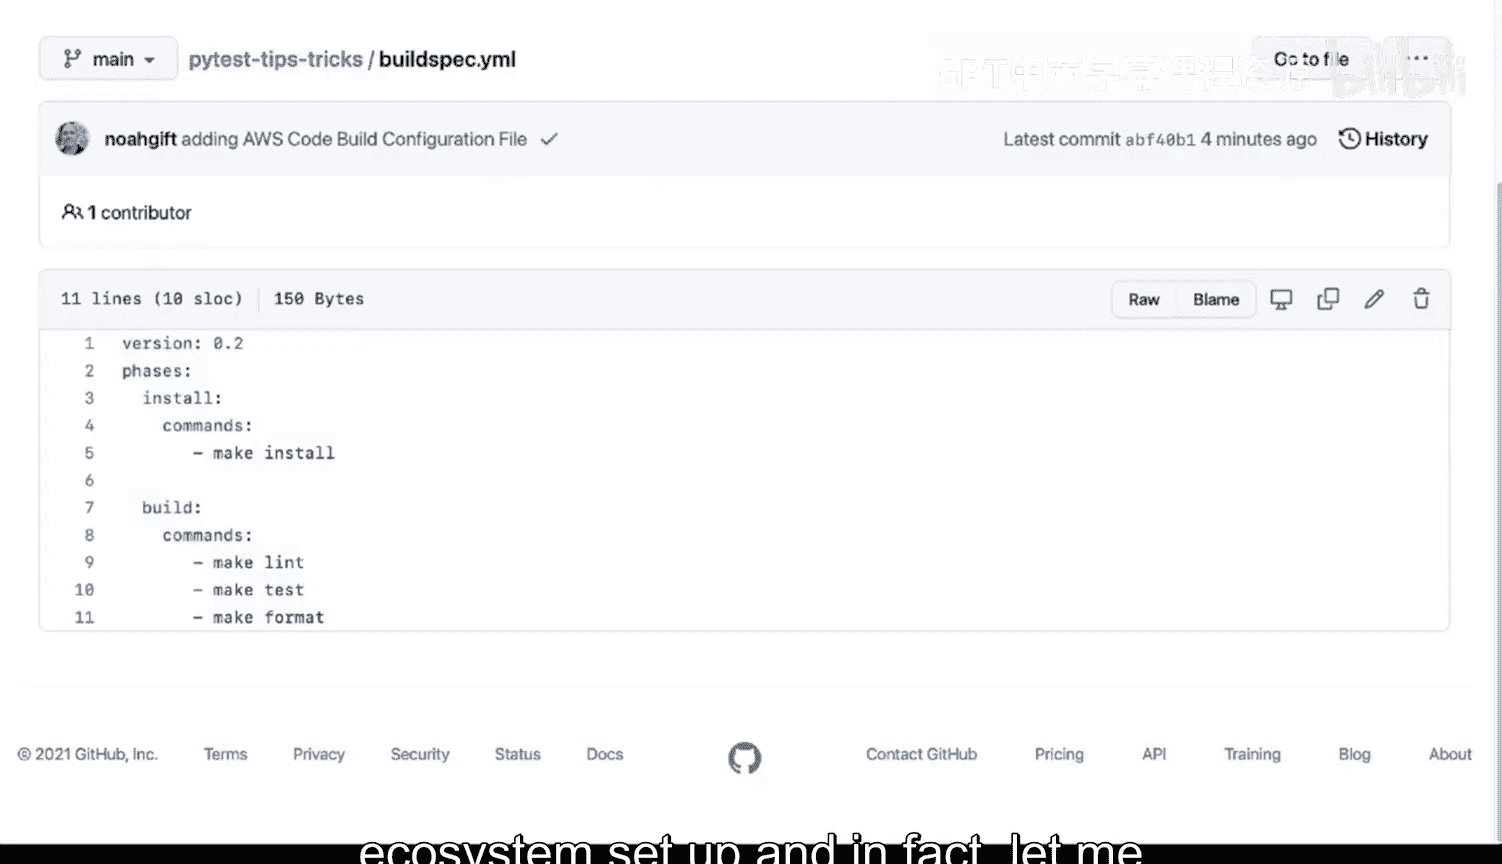 main
pytest-tips-tricks / buildspec.yml
Go to file
noahgift adding AWS Code Build Configuration File
Latest commit abf40b1 4 minutes ago
History
1 contributor
11 lines (10 sloc) 150 Bytes
Raw Blame
1 version: 0.2
2 phases:
3   install:
4     commands:
5        - make install
6
7   build:
8     commands:
9        - make lint
10        - make test
11        - make format
© 2021 GitHub, Inc. Terms Privacy Security Status Docs Contact GitHub Pricing API Training Blog About
ecosystem set up and in fact, let me